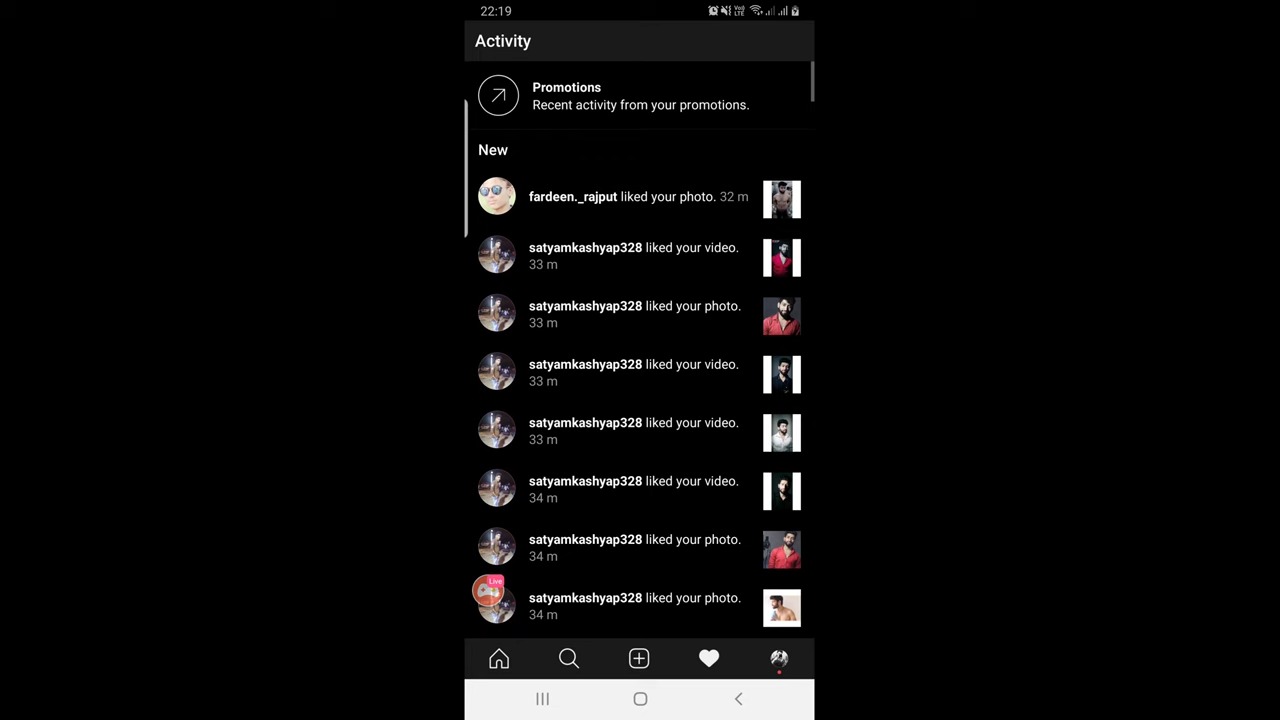 22:19
Vo)
LTE
Activity
Promotions
Recent activity from your promotions.
New
fardeen._rajput liked your photo. 32 m
satyamkashyap328 liked your video.
33 m
satyamkashyap328 liked your photo.
33 m
satyamkashyap328 liked your video.
33 m
satyamkashyap328 liked your video.
33 m
satyamkashyap328 liked your video.
34 m
satyamkashyap328 liked your photo.
34 m
Live
satyamkashyap328 liked your photo.
34 m